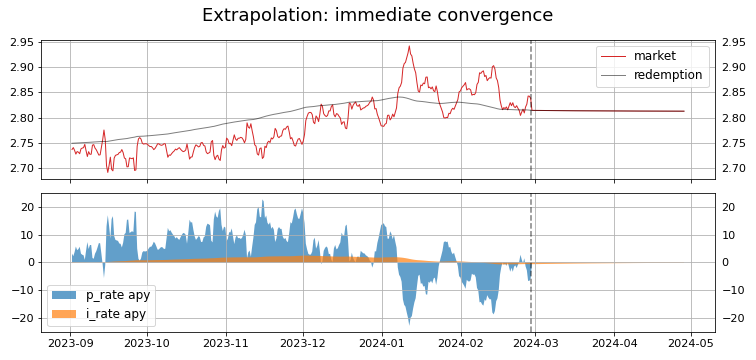 Extrapolation: immediate convergence
2.95 2.95
2.90 2.90
2.85 2.85
2.80 2.80
2.75 2.75
2.70 2.70
market
redemption
20 20
10 10
0 0
−10 −10
−20 −20
p_rate apy
i_rate apy
2023-09 2023-10 2023-11 2023-12 2024-01 2024-02 2024-03 2024-04 2024-05